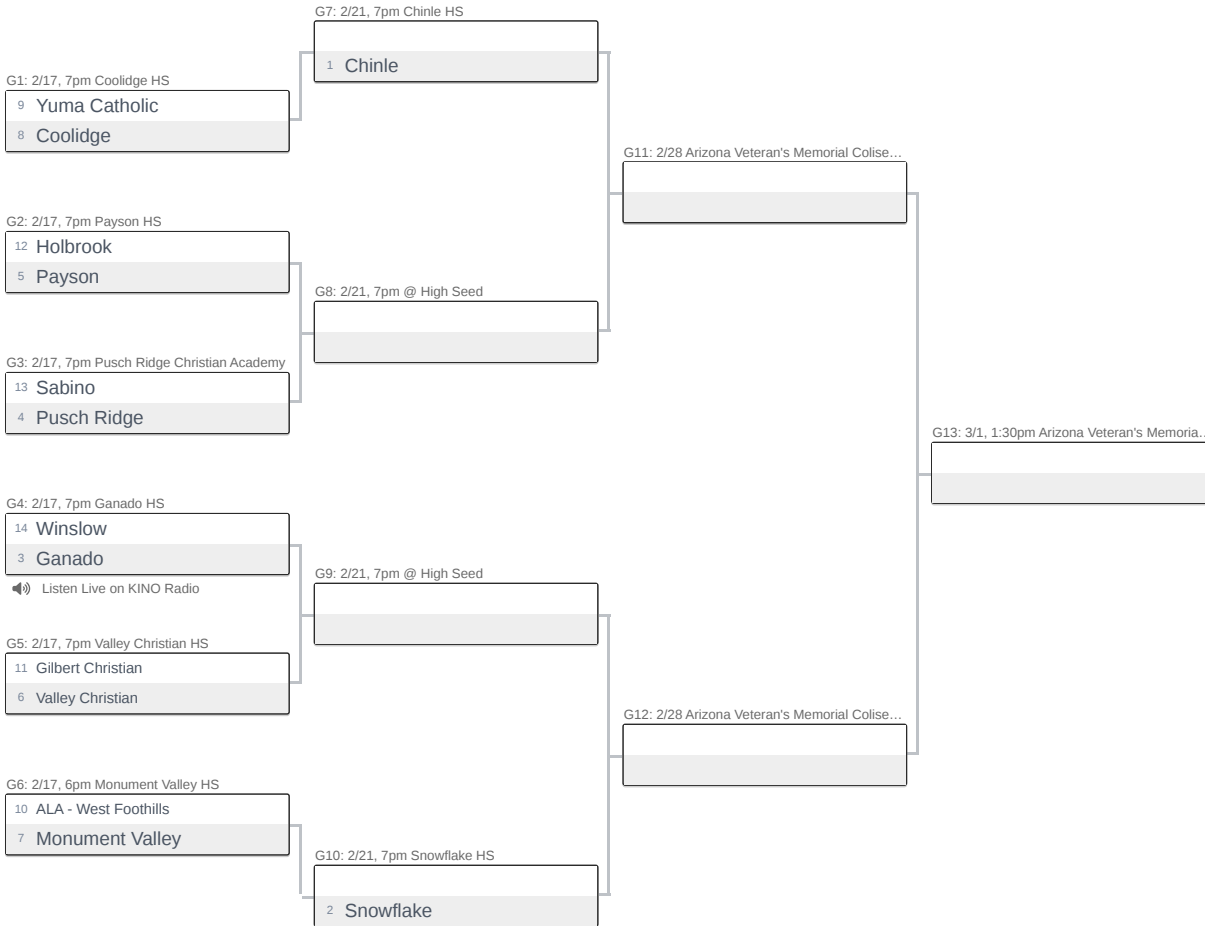 G7: 2/21, 7pm Chinle HS
1 Chinle
G1: 2/17, 7pm Coolidge HS
9 Yuma Catholic
8 Coolidge
G11: 2/28 Arizona Veteran's Memorial Colise…
G2: 2/17, 7pm Payson HS
12 Holbrook
5 Payson
G8: 2/21, 7pm @ High Seed
G3: 2/17, 7pm Pusch Ridge Christian Academy
13 Sabino
4 Pusch Ridge
G13: 3/1, 1:30pm Arizona Veteran's Memoria…
G4: 2/17, 7pm Ganado HS
14 Winslow
3 Ganado
Listen Live on KINO Radio
G9: 2/21, 7pm @ High Seed
G5: 2/17, 7pm Valley Christian HS
11 Gilbert Christian
6 Valley Christian
G12: 2/28 Arizona Veteran's Memorial Colise…
G6: 2/17, 6pm Monument Valley HS
10 ALA - West Foothills
7 Monument Valley
G10: 2/21, 7pm Snowflake HS
2 Snowflake